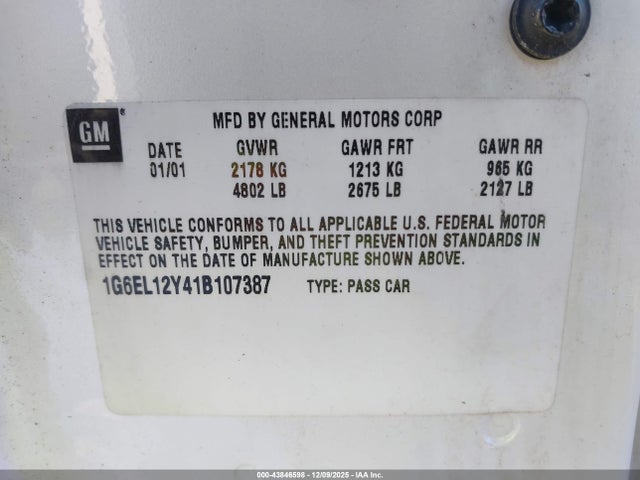 GM ®
MFD BY GENERAL MOTORS CORP
DATE GVWR GAWR FRT GAWR RR
01/01 2178 KG 1213 KG 965 KG
4802 LB 2675 LB 2127 LB
THIS VEHICLE CONFORMS TO ALL APPLICABLE U.S. FEDERAL MOTOR
VEHICLE SAFETY, BUMPER, AND THEFT PREVENTION STANDARDS IN
EFFECT ON THE DATE OF MANUFACTURE SHOWN ABOVE.
1G6EL12Y41B107387 TYPE: PASS CAR
00-43846598 - 12/09/2025 - IAA Inc.